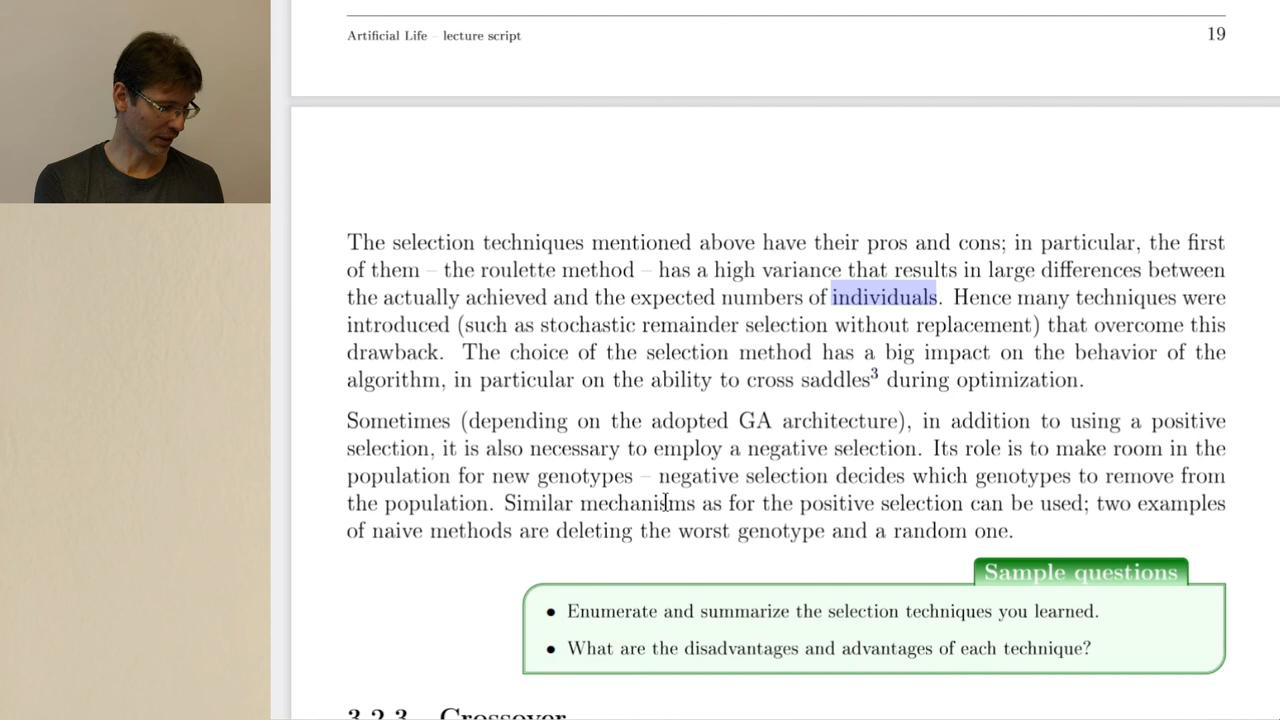 Artificial Life – lecture script
19
The selection techniques mentioned above have their pros and cons; in particular, the first
of them – the roulette method – has a high variance that results in large differences between
the actually achieved and the expected numbers of individuals. Hence many techniques were
introduced (such as stochastic remainder selection without replacement) that overcome this
drawback. The choice of the selection method has a big impact on the behavior of the
algorithm, in particular on the ability to cross saddles³ during optimization.
Sometimes (depending on the adopted GA architecture), in addition to using a positive
selection, it is also necessary to employ a negative selection. Its role is to make room in the
population for new genotypes – negative selection decides which genotypes to remove from
the population. Similar mechanisms as for the positive selection can be used; two examples
of naive methods are deleting the worst genotype and a random one.
Sample questions
• Enumerate and summarize the selection techniques you learned.
• What are the disadvantages and advantages of each technique?
3.2.3 Crossover